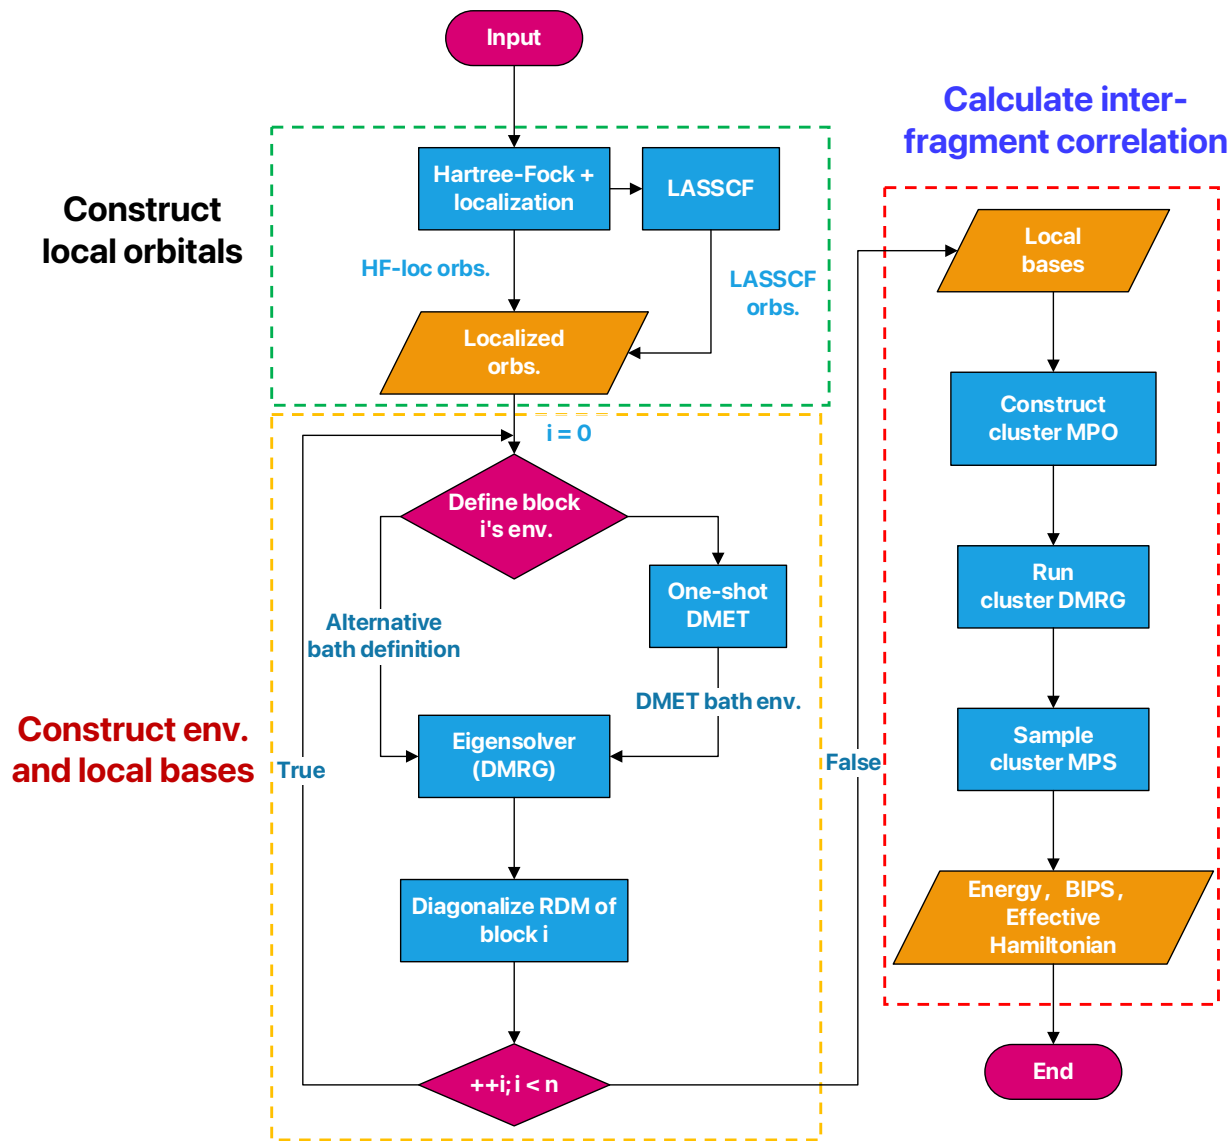 Input
Construct
local orbitals
Hartree-Fock +
localization
LASSCF
HF-loc orbs.
LASSCF
orbs.
Localized
orbs.
Construct env.
and local bases
i = 0
Define block
i's env.
One-shot
DMET
Alternative
bath definition
DMET bath env.
Eigensolver
(DMRG)
True
False
Diagonalize RDM of
block i
++i; i < n
Calculate inter-
fragment correlation
Local
bases
Construct
cluster MPO
Run
cluster DMRG
Sample
cluster MPS
Energy, BIPS,
Effective
Hamiltonian
End